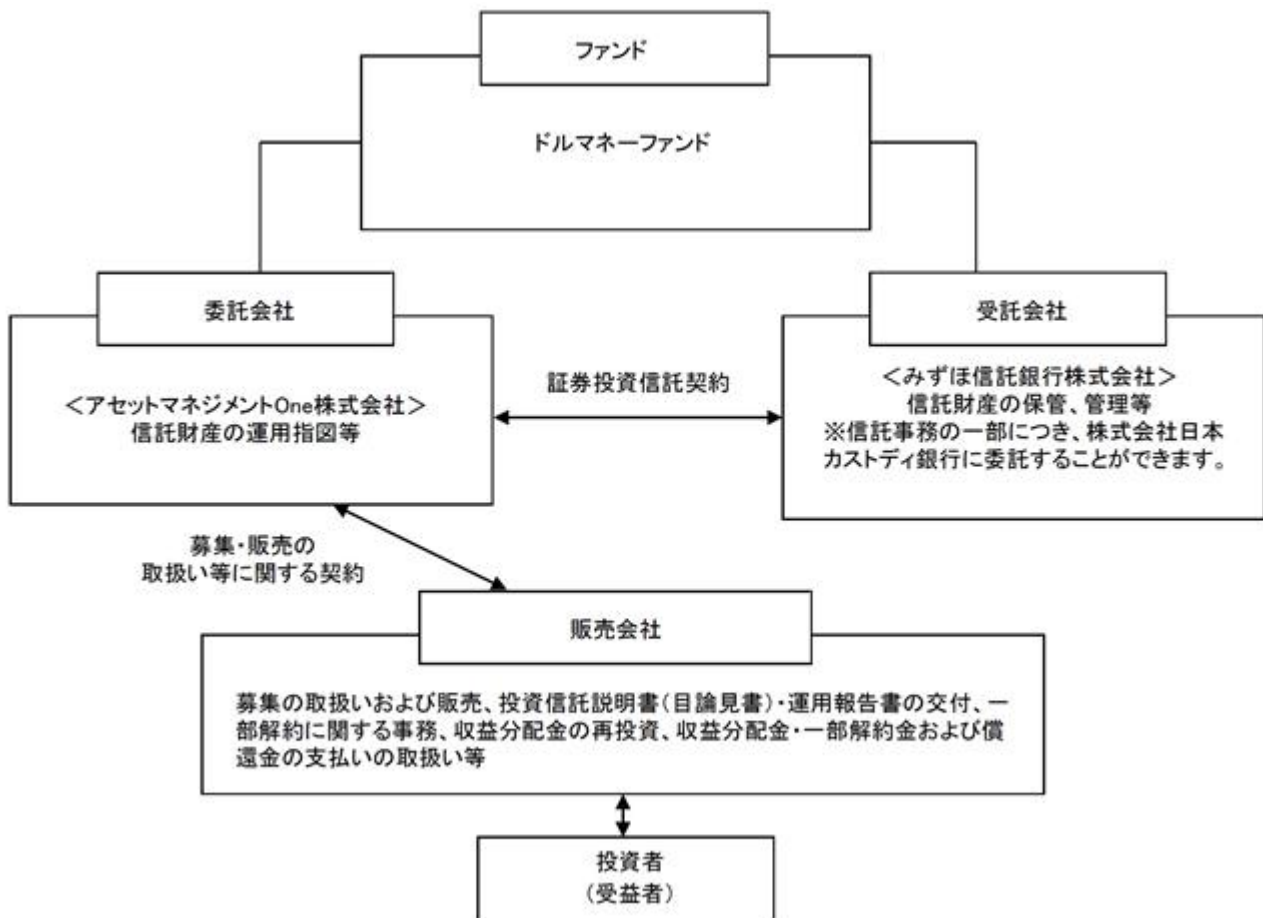 ファンド
ドルマネーファンド
委託会社
<アセットマネジメントOne株式会社>
信託財産の運用指図等
証券投資信託契約
受託会社
<みずほ信託銀行株式会社>
信託財産の保管、管理等
※信託事務の一部につき、株式会社日本
カストディ銀行に委託することができます。
募集・販売の
取扱い等に関する契約
販売会社
募集の取扱いおよび販売、投資信託説明書(目論見書)・運用報告書の交付、一
部解約に関する事務、収益分配金の再投資、収益分配金・一部解約金および償
還金の支払いの取扱い等
投資者
(受益者)